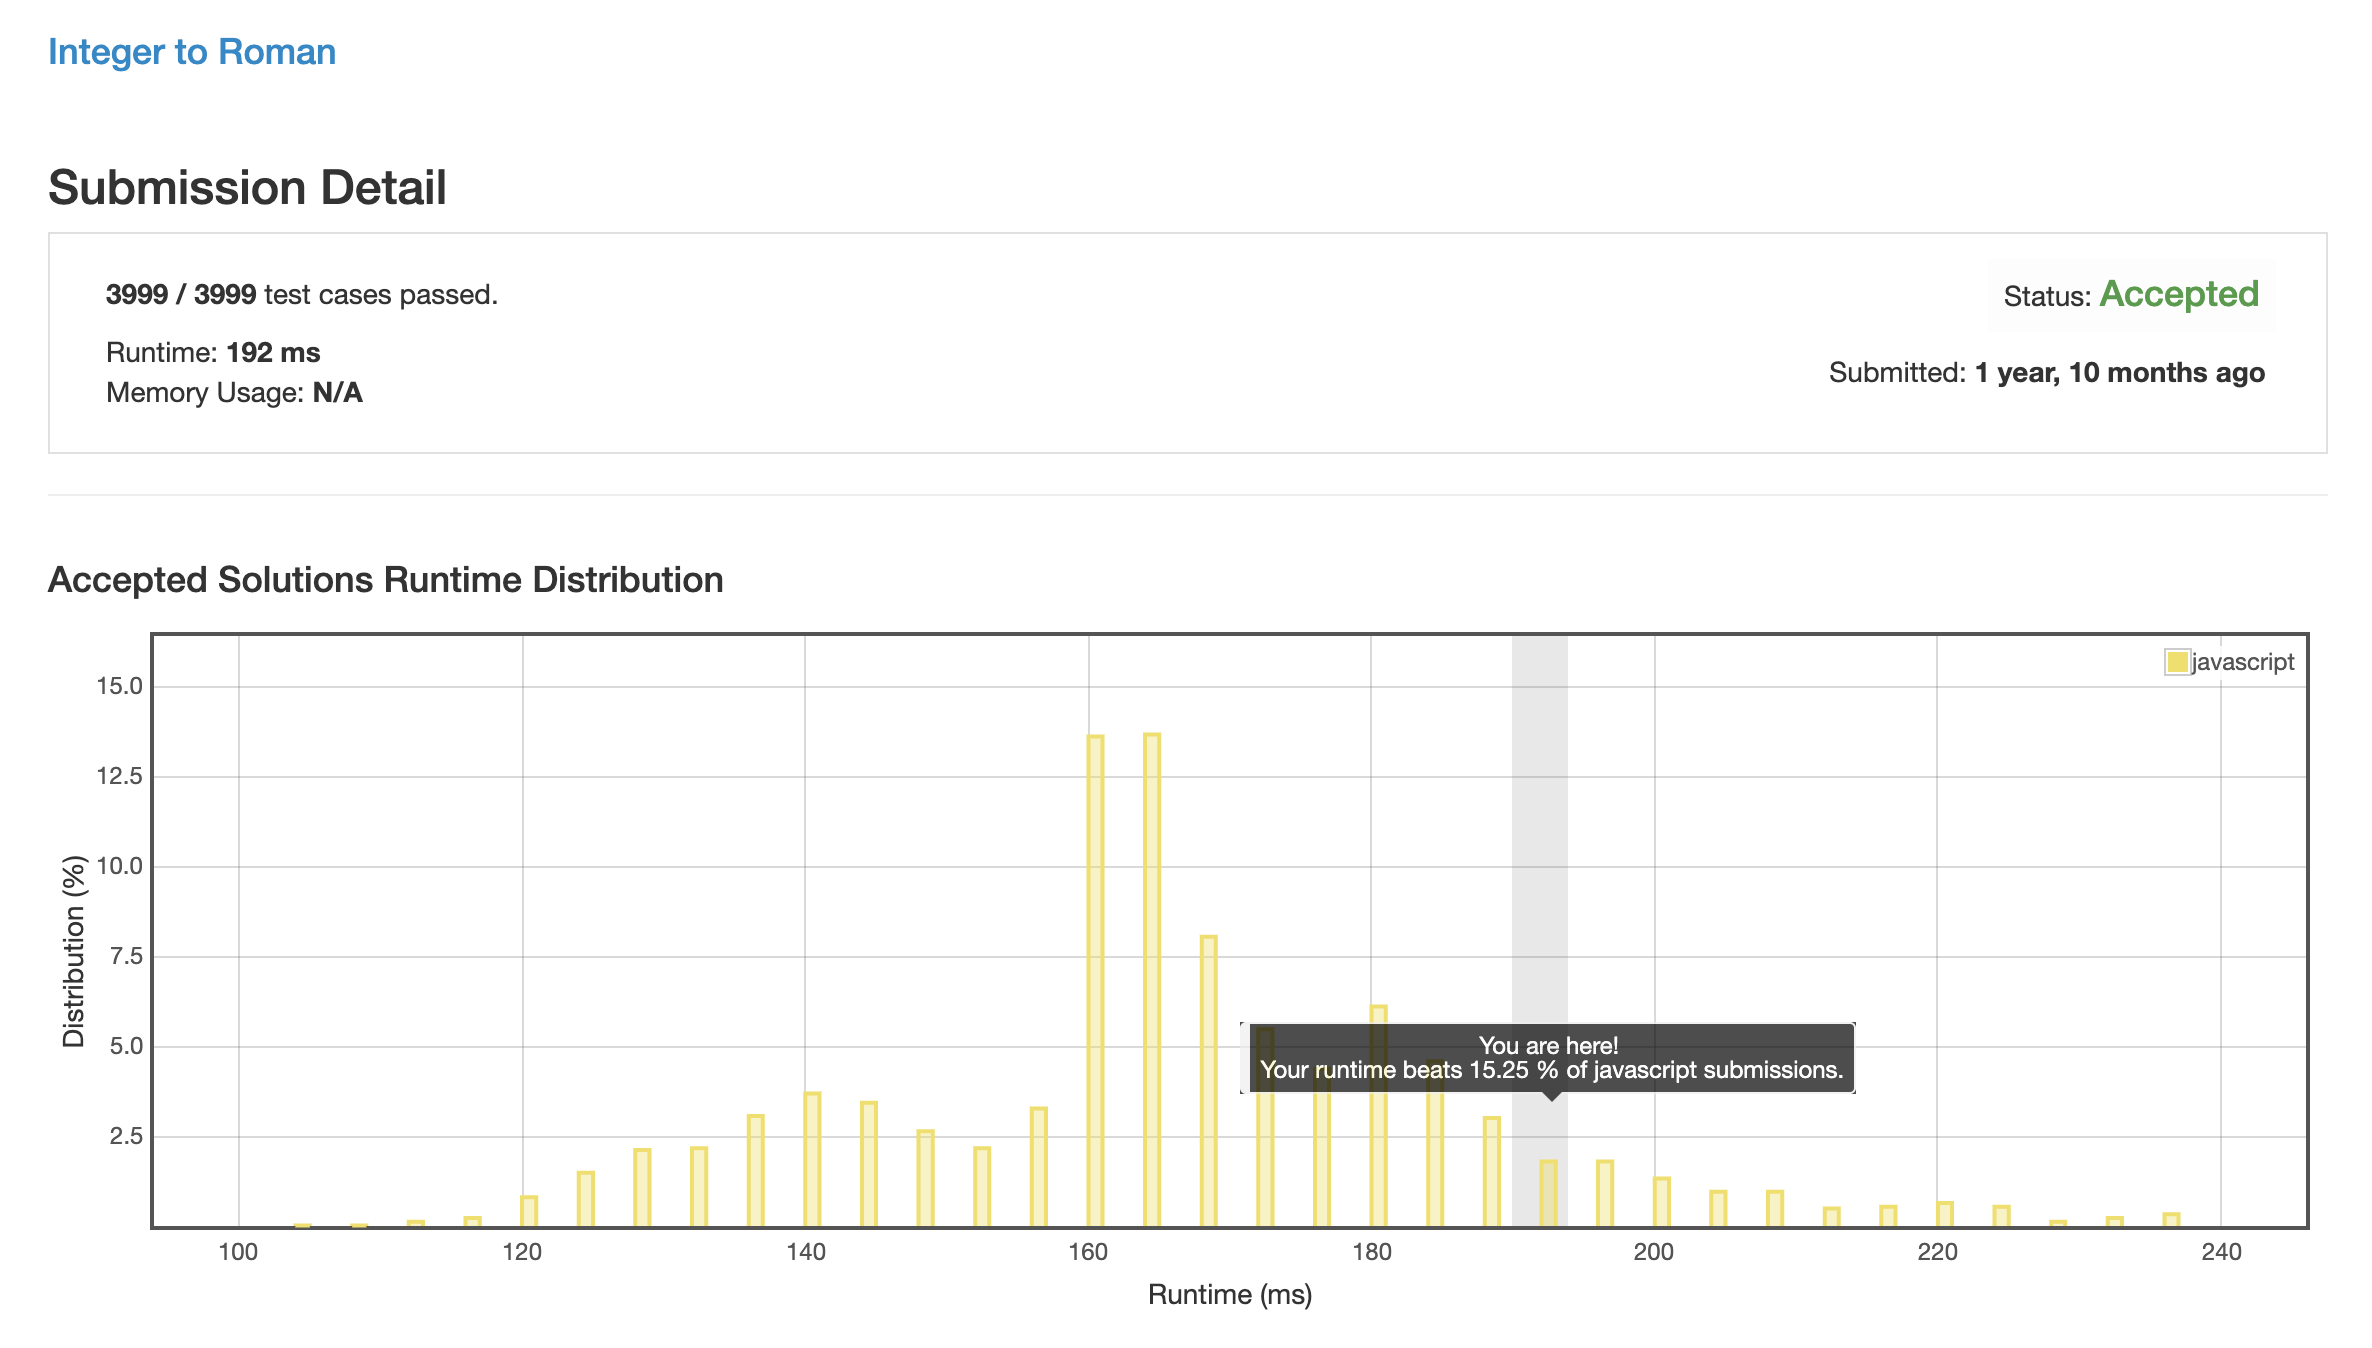 Integer to Roman
Submission Detail
3999 / 3999 test cases passed.
Status: Accepted
Runtime: 192 ms
Memory Usage: N/A
Submitted: 1 year, 10 months ago
Accepted Solutions Runtime Distribution
javascript
15.0
12.5
10.0
7.5
5.0
2.5
Distribution (%)
You are here!
Your runtime beats 15.25 % of javascript submissions.
100 120 140 160 180 200 220 240
Runtime (ms)